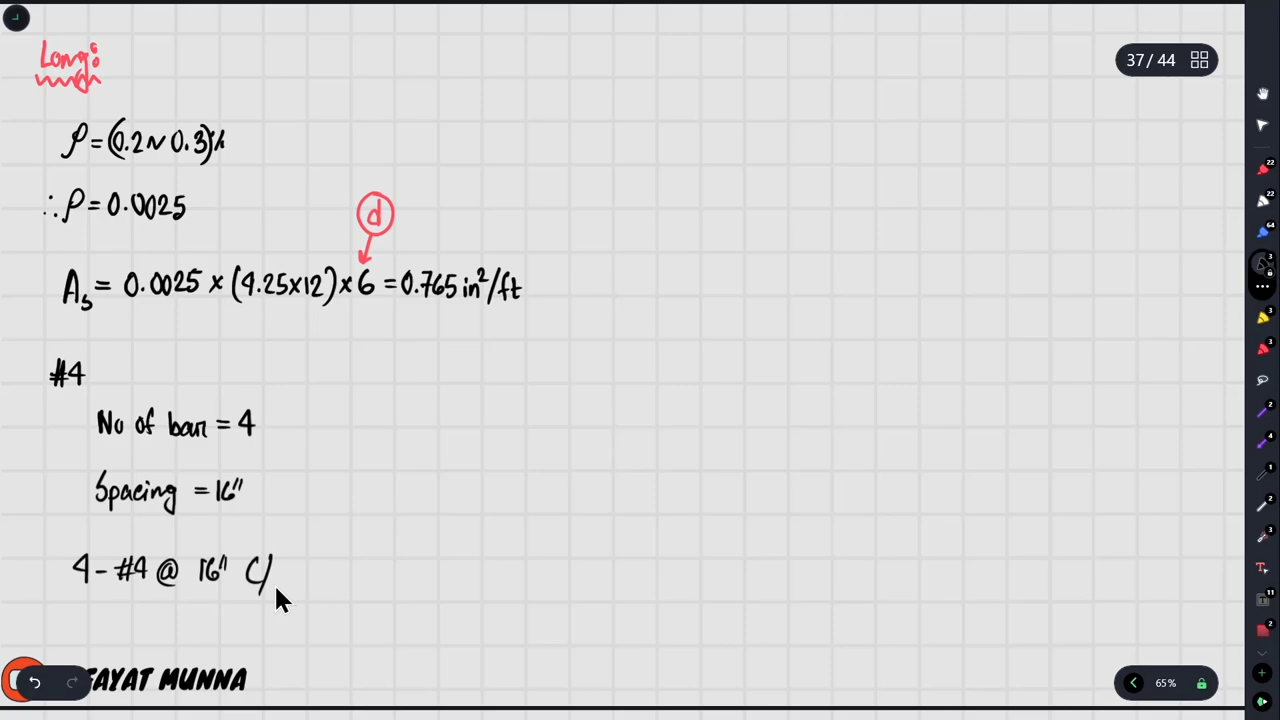 Longi
37 / 44
ρ = (0.2 ~ 0.3)%
∴ ρ = 0.0025
d
As = 0.0025 × (4.25×12) × 6 = 0.765 in²/ft
#4
No of bar = 4
Spacing = 16"
4 - #4 @ 16" C/
FAYAT MUNNA
65%